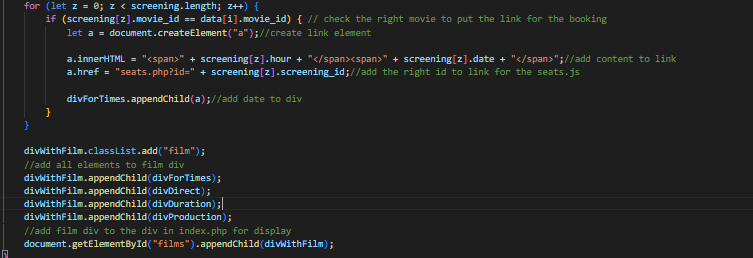 for (let z = 0; z < screening.length; z++) {
if (screening[z].movie_id == data[i].movie_id) { // check the right movie to put the link for the booking
let a = document.createElement("a");//create link element
a.innerHTML = "<span>" + screening[z].hour + "</span><span>" + screening[z].date + "</span>";//add content to link
a.href = "seats.php?id=" + screening[z].screening_id;//add the right id to link for the seats.js
divForTimes.appendChild(a);//add date to div
}
}
divWithFilm.classList.add("film");
//add all elements to film div
divWithFilm.appendChild(divForTimes);
divWithFilm.appendChild(divDirect);
divWithFilm.appendChild(divDuration);
divWithFilm.appendChild(divProduction);
//add film div to the div in index.php for display
document.getElementById("films").appendChild(divWithFilm);
}